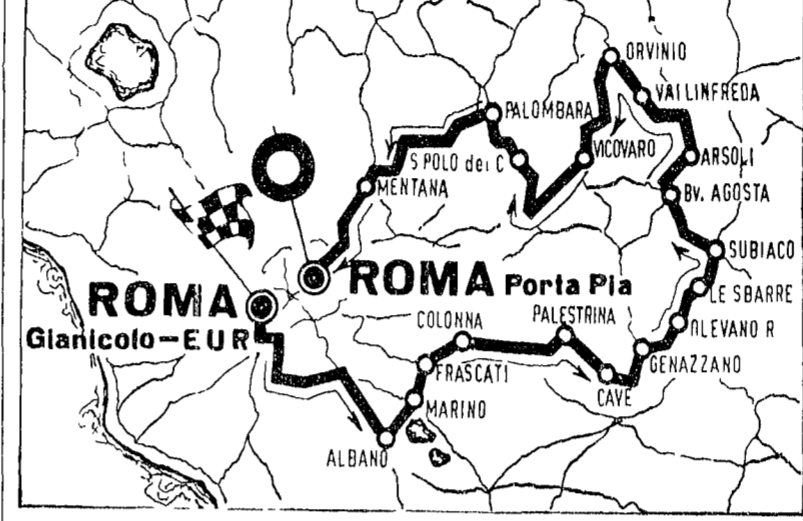 ORVINIO
VALLINFREDA
PALOMBARA
S POLO dei C
VICOVARO
ARSOLI
MENTANA
Bv. AGOSTA
SUBIACO
ROMA Porta Pia
LE SBARRE
ROMA
Gianicolo-EUR
COLONNA
PALESTRINA
OLEVANO R
GENAZZANO
FRASCATI
CAVE
MARINO
ALBANO